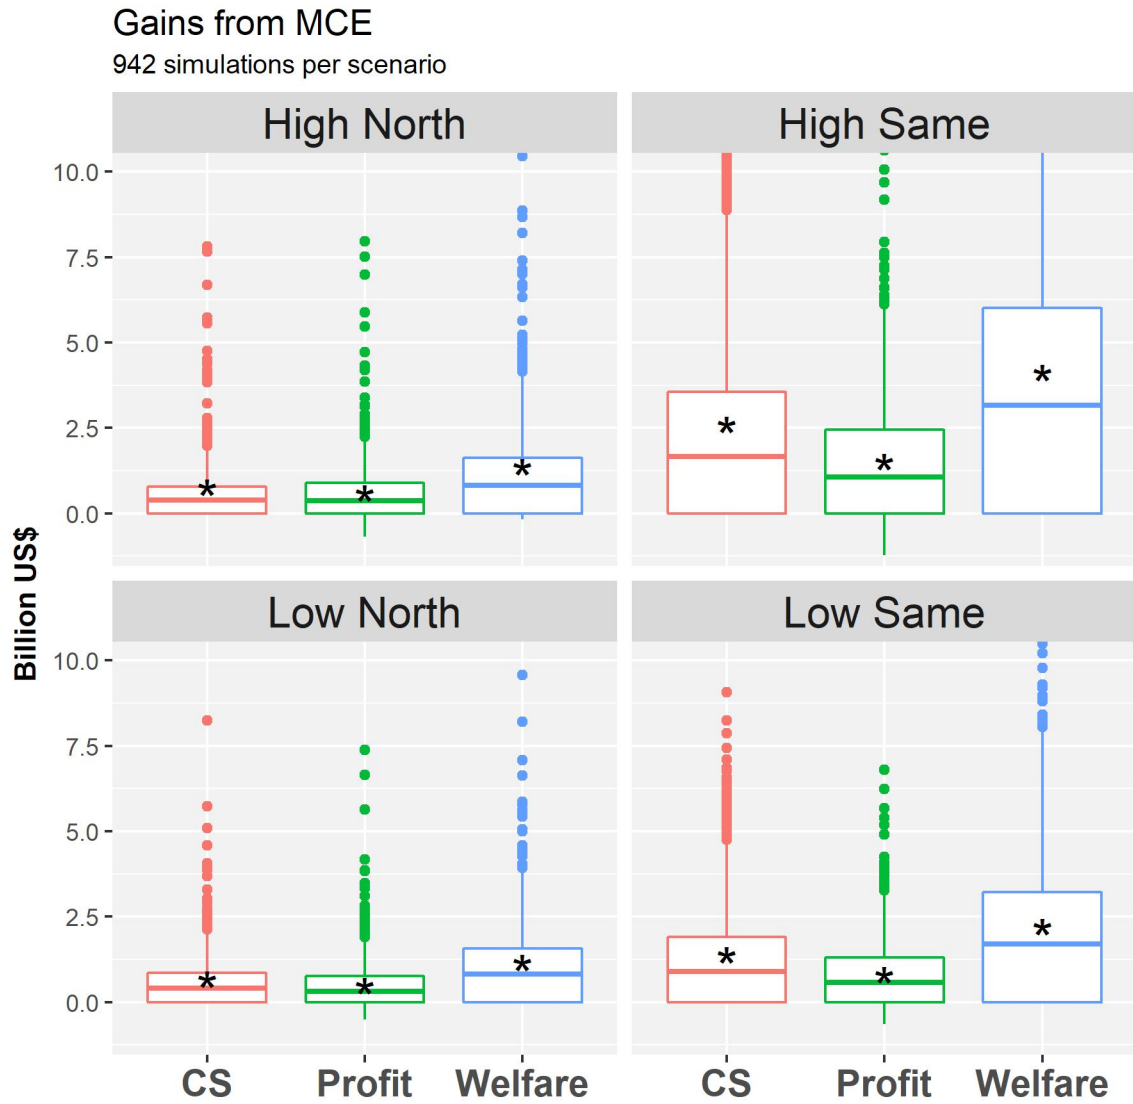 Gains from MCE
942 simulations per scenario
High North
High Same
10.0
7.5
5.0
2.5
0.0
Low North
Low Same
10.0
7.5
5.0
2.5
0.0
Billion US$
CS Profit Welfare
CS Profit Welfare